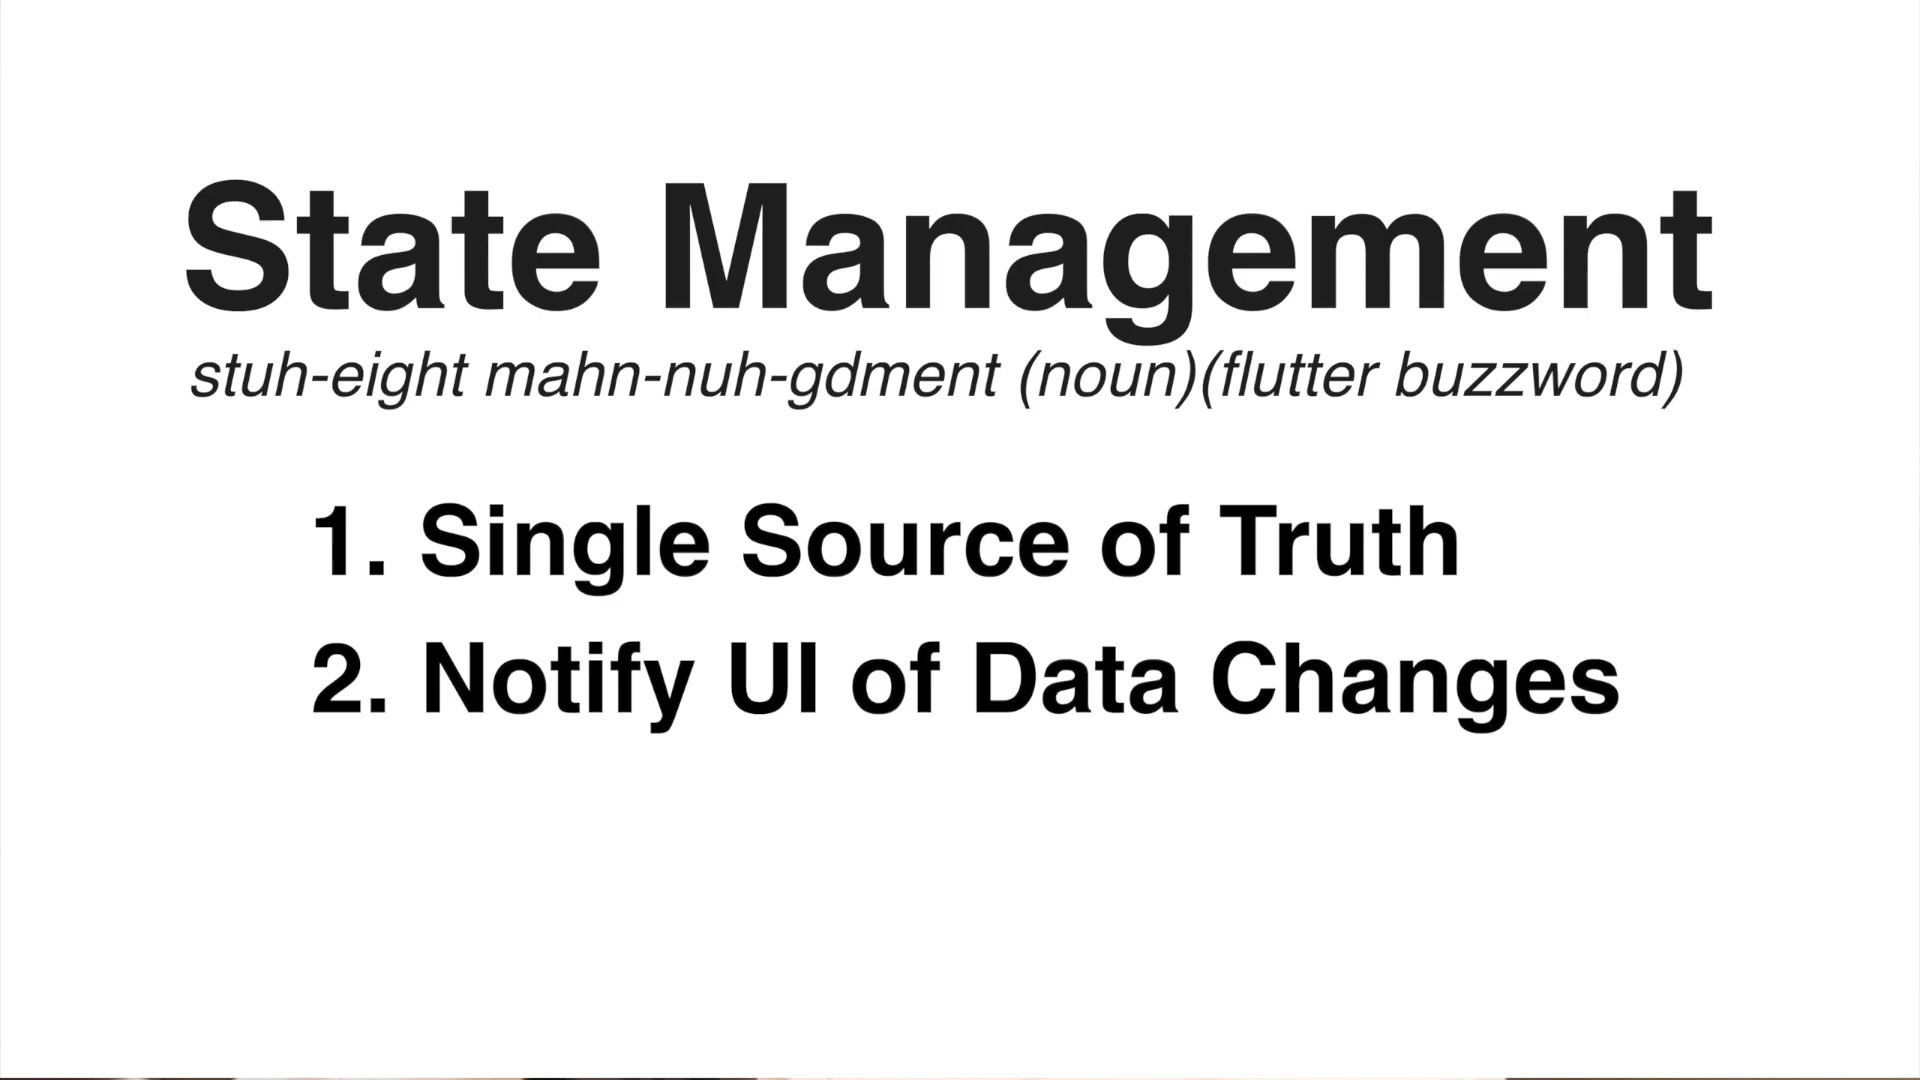 State Management
stuh-eight mahn-nuh-gdment (noun)(flutter buzzword)
1. Single Source of Truth
2. Notify UI of Data Changes